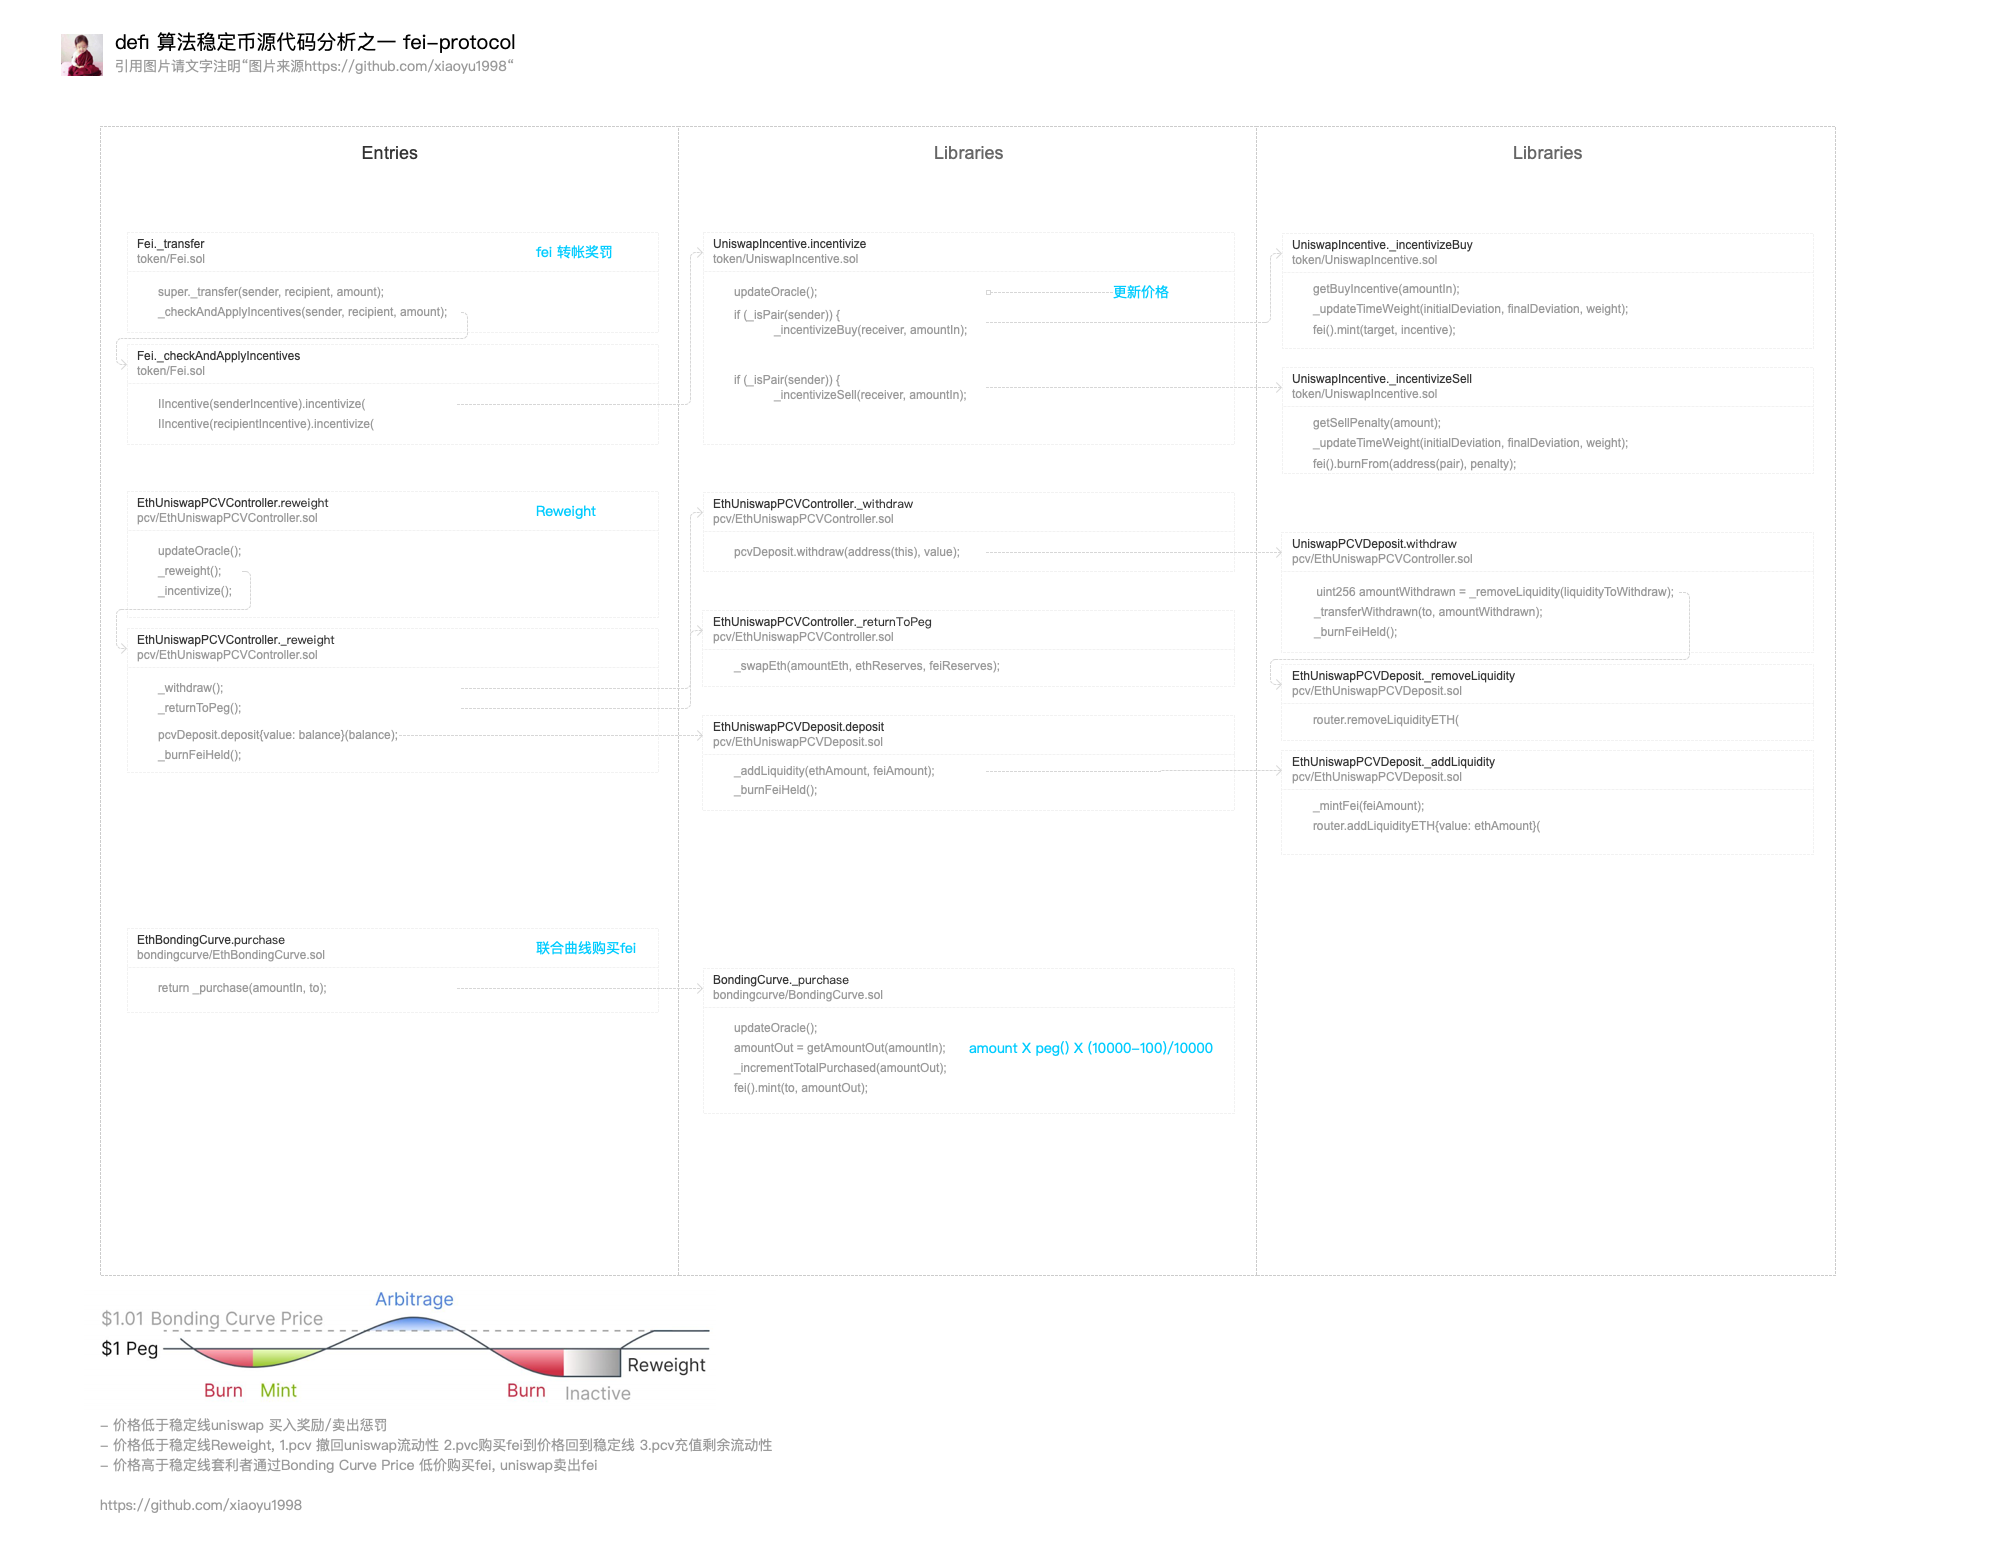 defi 算法稳定币源代码分析之一 fei-protocol
引用图片请文字注明“图片来源https://github.com/xiaoyu1998“
Entries
Fei._transfer
token/Fei.sol
fei 转帐奖罚
super._transfer(sender, recipient, amount);
_checkAndApplyIncentives(sender, recipient, amount);
Fei._checkAndApplyIncentives
token/Fei.sol
IIncentive(senderIncentive).incentivize(
IIncentive(recipientIncentive).incentivize(
EthUniswapPCVController.reweight
pcv/EthUniswapPCVController.sol
Reweight
updateOracle();
_reweight();
_incentivize();
EthUniswapPCVController._reweight
pcv/EthUniswapPCVController.sol
_withdraw();
_returnToPeg();
pcvDeposit.deposit{value: balance}(balance);
_burnFeiHeld();
EthBondingCurve.purchase
bondingcurve/EthBondingCurve.sol
联合曲线购买fei
return _purchase(amountIn, to);
Libraries
UniswapIncentive.incentivize
token/UniswapIncentive.sol
updateOracle();
更新价格
if (_isPair(sender)) {
_incentivizeBuy(receiver, amountIn);
if (_isPair(sender)) {
_incentivizeSell(receiver, amountIn);
EthUniswapPCVController._withdraw
pcv/EthUniswapPCVController.sol
pcvDeposit.withdraw(address(this), value);
EthUniswapPCVController._returnToPeg
pcv/EthUniswapPCVController.sol
_swapEth(amountEth, ethReserves, feiReserves);
EthUniswapPCVDeposit.deposit
pcv/EthUniswapPCVDeposit.sol
_addLiquidity(ethAmount, feiAmount);
_burnFeiHeld();
BondingCurve._purchase
bondingcurve/BondingCurve.sol
updateOracle();
amountOut = getAmountOut(amountIn);
amount X peg() X (10000-100)/10000
_incrementTotalPurchased(amountOut);
fei().mint(to, amountOut);
Libraries
UniswapIncentive._incentivizeBuy
token/UniswapIncentive.sol
getBuyIncentive(amountIn);
_updateTimeWeight(initialDeviation, finalDeviation, weight);
fei().mint(target, incentive);
UniswapIncentive._incentivizeSell
token/UniswapIncentive.sol
getSellPenalty(amount);
_updateTimeWeight(initialDeviation, finalDeviation, weight);
fei().burnFrom(address(pair), penalty);
UniswapPCVDeposit.withdraw
pcv/EthUniswapPCVController.sol
uint256 amountWithdrawn = _removeLiquidity(liquidityToWithdraw);
_transferWithdrawn(to, amountWithdrawn);
_burnFeiHeld();
EthUniswapPCVDeposit._removeLiquidity
pcv/EthUniswapPCVDeposit.sol
router.removeLiquidityETH(
EthUniswapPCVDeposit._addLiquidity
pcv/EthUniswapPCVDeposit.sol
_mintFei(feiAmount);
router.addLiquidityETH{value: ethAmount}(
Arbitrage
$1.01 Bonding Curve Price
$1 Peg
Reweight
Burn
Mint
Burn
Inactive
- 价格低于稳定线uniswap 买入奖励/卖出惩罚
- 价格低于稳定线Reweight, 1.pcv 撤回uniswap流动性 2.pvc购买fei到价格回到稳定线 3.pcv充值剩余流动性
- 价格高于稳定线套利者通过Bonding Curve Price 低价购买fei, uniswap卖出fei
https://github.com/xiaoyu1998